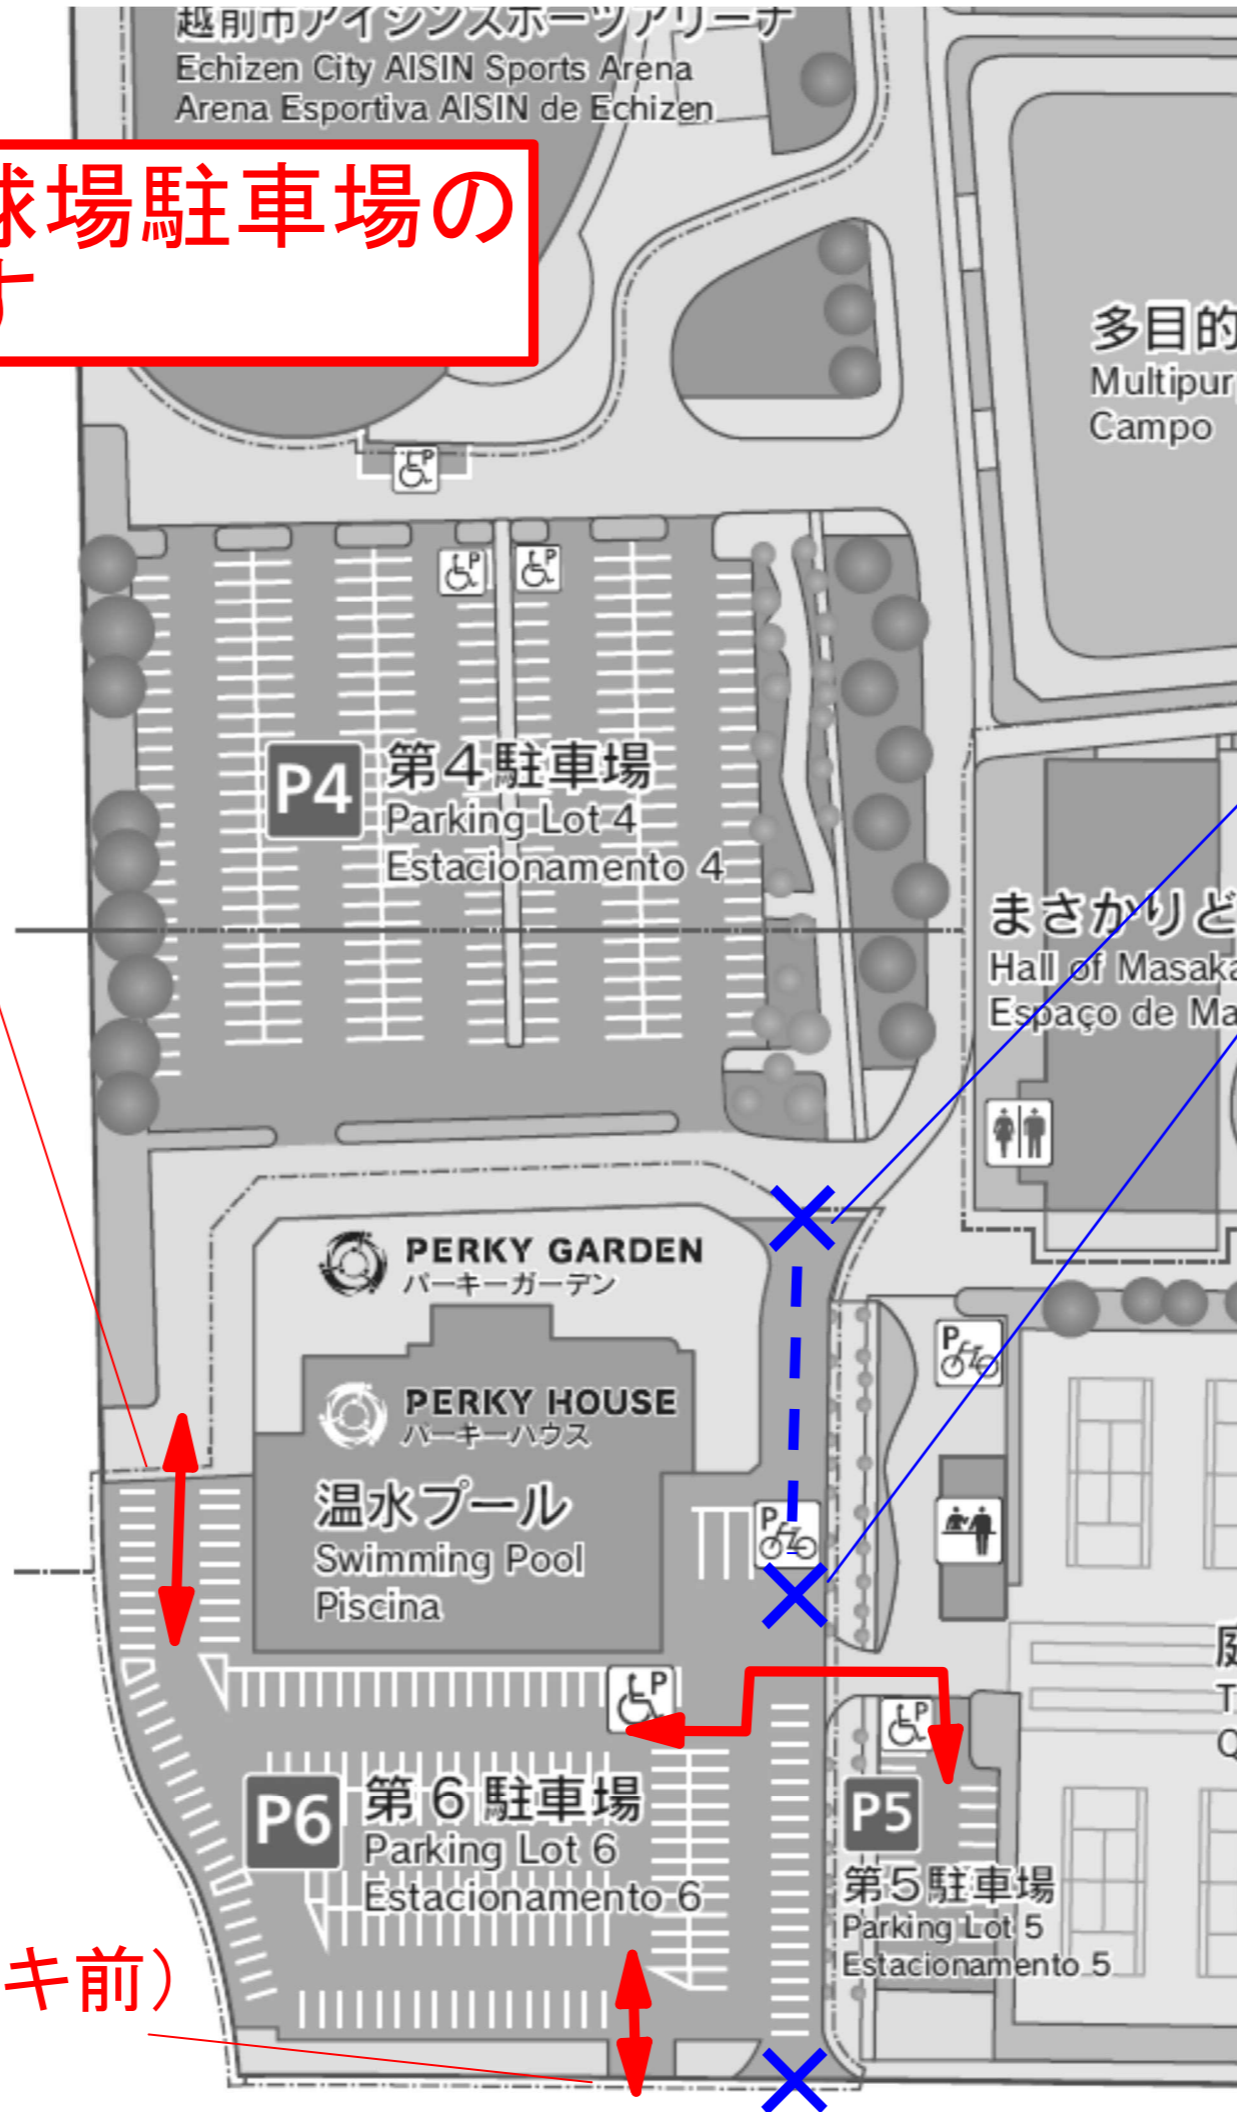 越前市アイシンスポーツアリーナ
Echizen City AISIN Sports Arena
Arena Esportiva AISIN de Echizen
球場駐車場の
す
多目的
Multipur
Campo
P
P
P
P4
第4駐車場
Parking Lot 4
Estacionamento 4
まさかりど
Hall of Masaka
Espaço de Ma
PERKY GARDEN
パーキーガーデン
P
PERKY HOUSE
パーキーハウス
温水プール
Swimming Pool
Piscina
P
庭
T
Q
P
P
P6
第6駐車場
Parking Lot 6
Estacionamento 6
P5
第5駐車場
Parking Lot 5
Estacionamento 5
キ前）